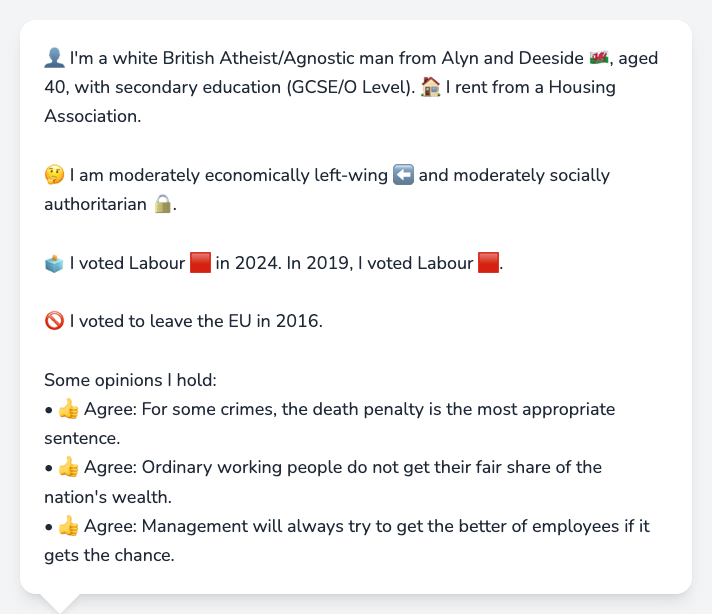 👤 I'm a white British Atheist/Agnostic man from Alyn and Deeside 🏴󠁧󠁢󠁷󠁬󠁳󠁿, aged
40, with secondary education (GCSE/O Level). 🏠 I rent from a Housing
Association.
🤔 I am moderately economically left-wing ⬅️ and moderately socially
authoritarian 🔒.
🗳️ I voted Labour 🟥 in 2024. In 2019, I voted Labour 🟥.
🚫 I voted to leave the EU in 2016.
Some opinions I hold:
• 👍 Agree: For some crimes, the death penalty is the most appropriate
sentence.
• 👍 Agree: Ordinary working people do not get their fair share of the
nation's wealth.
• 👍 Agree: Management will always try to get the better of employees if it
gets the chance.